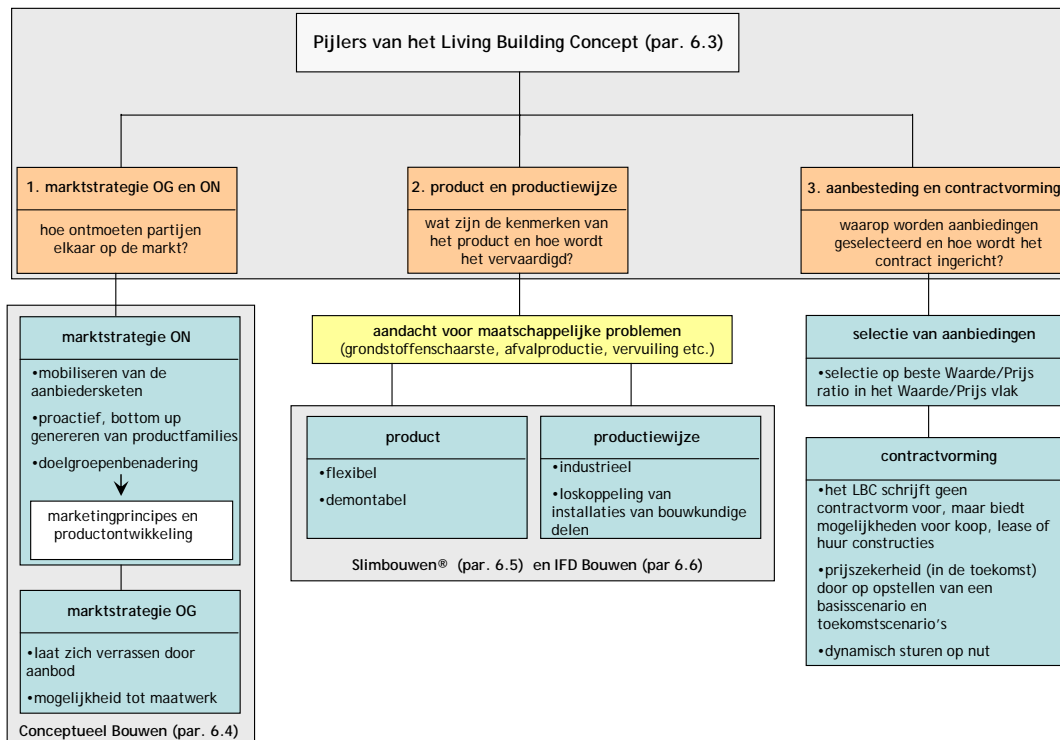 Pijlers van het Living Building Concept (par. 6.3)
1. marktstrategie OG en ON
hoe ontmoeten partijen
elkaar op de markt?
2. product en productiewijze
wat zijn de kenmerken van
het product en hoe wordt
het vervaardigd?
3. aanbesteding en contractvorming
waarop worden aanbiedingen
geselecteerd en hoe wordt het
contract ingericht?
marktstrategie ON
•mobiliseren van de
aanbiedersketen
•proactief, bottom up
genereren van productfamilies
•doelgroepenbenadering
marketingprincipes en
productontwikkeling
marktstrategie OG
•laat zich verrassen door
aanbod
•mogelijkheid tot maatwerk
Conceptueel Bouwen (par. 6.4)
aandacht voor maatschappelijke problemen
(grondstoffenschaarste, afvalproductie, vervuiling etc.)
product
•flexibel
•demontabel
productiewijze
•industrieel
•loskoppeling van
installaties van bouwkundige
delen
Slimbouwen® (par. 6.5) en IFD Bouwen (par 6.6)
selectie van aanbiedingen
•selectie op beste Waarde/Prijs
ratio in het Waarde/Prijs vlak
contractvorming
•het LBC schrijft geen
contractvorm voor, maar biedt
mogelijkheden voor koop, lease of
huur constructies
•prijszekerheid (in de toekomst)
door op opstellen van een
basisscenario en
toekomstscenario's
•dynamisch sturen op nut